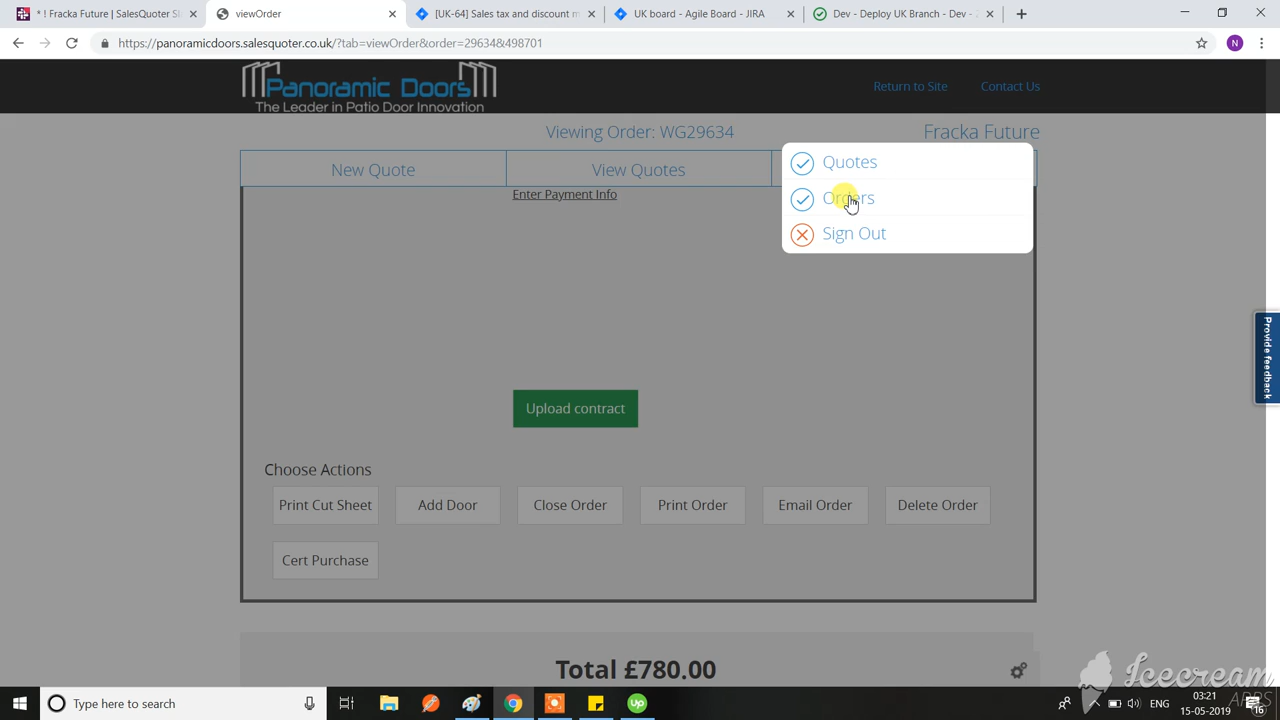 * ! Fracka Future | SalesQuoter Sl
viewOrder
[UK-64] Sales tax and discount m
UK board - Agile Board - JIRA
Dev - Deploy UK Branch - Dev - 2
https://panoramicdoors.salesquoter.co.uk/?tab=viewOrder&order=29634&498701
N
Panoramic Doors
The Leader in Patio Door Innovation
Return to Site
Contact Us
Viewing Order: WG29634
Fracka Future
New Quote
View Quotes
Quotes
Orders
Sign Out
Enter Payment Info
Provide feedback
Upload contract
Choose Actions
Print Cut Sheet
Add Door
Close Order
Print Order
Email Order
Delete Order
Cert Purchase
Total £780.00
Icecream
APPS
Type here to search
ENG
03:21
15-05-2019
16